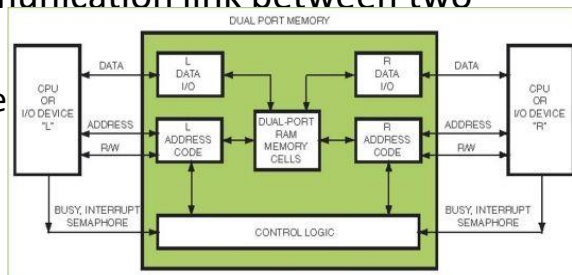 munication link between two
e
DUAL PORT MEMORY
CPU
OR
I/O DEVICE
"L"
DATA
ADDRESS
R/W
BUSY, INTERRUPT
SEMAPHORE
L
DATA
I/O
L
ADDRESS
CODE
DUAL-PORT
RAM
MEMORY
CELLS
R
DATA
I/O
R
ADDRESS
CODE
CONTROL LOGIC
DATA
ADDRESS
R/W
BUSY, INTERRUPT
SEMAPHORE
CPU
OR
I/O DEVICE
"R"